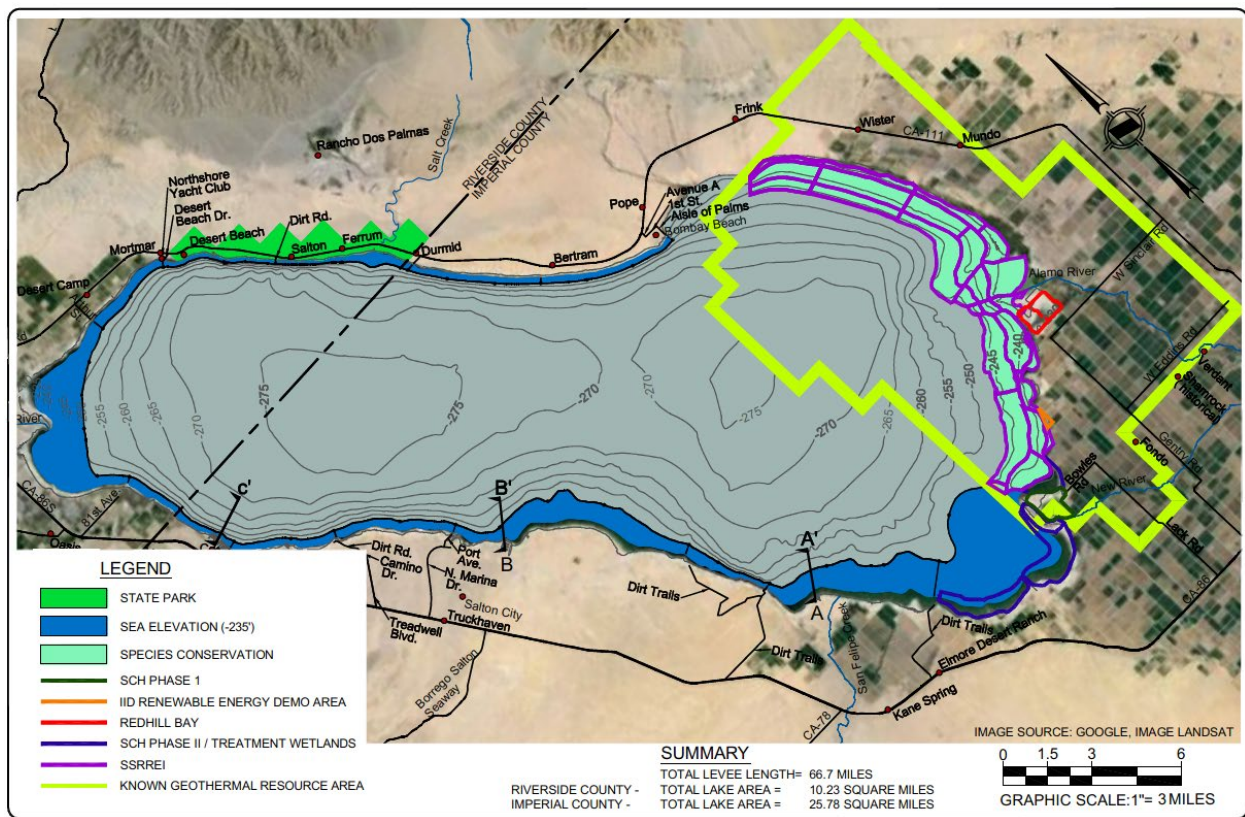 Frink
Wister
CA-111
Mundo
Rancho Dos Palmas
Salt Creek
RIVERSIDE COUNTY
IMPERIAL COUNTY
Northshore
Yacht Club
Desert
Beach Dr.
Dirt Rd.
Mortmar
Desert Beach
Salton
Ferrum
Durmid
Pope
Avenue A
1st St.
Aisle of Palms
Bombay Beach
Bertram
Desert Camp
W Sinclair Rd
Alamo River
W Eddins Rd
Verdant
Shamrock
(historical)
Gentry Rd
Fondo
Bowles
Rd
New River
Lack Rd
CA-86
-255
-260
-265
-270
-275
-275
-270
-270
-275
-270
-265
-260
-255
-250
-245
-240
River
CA-86S
81st Ave.
Oasis
C'
B'
B
A'
A
Dirt Rd.
Camino
Dr.
Port
Ave.
N. Marina
Dr.
Salton City
Truckhaven
Treadwell
Blvd.
Borrego Salton
Seaway
Dirt Trails
Dirt Trails
San Felipe Creek
Dirt Trails
Elmore Desert Ranch
Kane Spring
CA-78
LEGEND
STATE PARK
SEA ELEVATION (-235')
SPECIES CONSERVATION
SCH PHASE 1
IID RENEWABLE ENERGY DEMO AREA
REDHILL BAY
SCH PHASE II / TREATMENT WETLANDS
SSRREI
KNOWN GEOTHERMAL RESOURCE AREA
SUMMARY
TOTAL LEVEE LENGTH= 66.7 MILES
RIVERSIDE COUNTY - TOTAL LAKE AREA = 10.23 SQUARE MILES
IMPERIAL COUNTY - TOTAL LAKE AREA = 25.78 SQUARE MILES
IMAGE SOURCE: GOOGLE, IMAGE LANDSAT
0 1.5 3 6
GRAPHIC SCALE:1"= 3 MILES